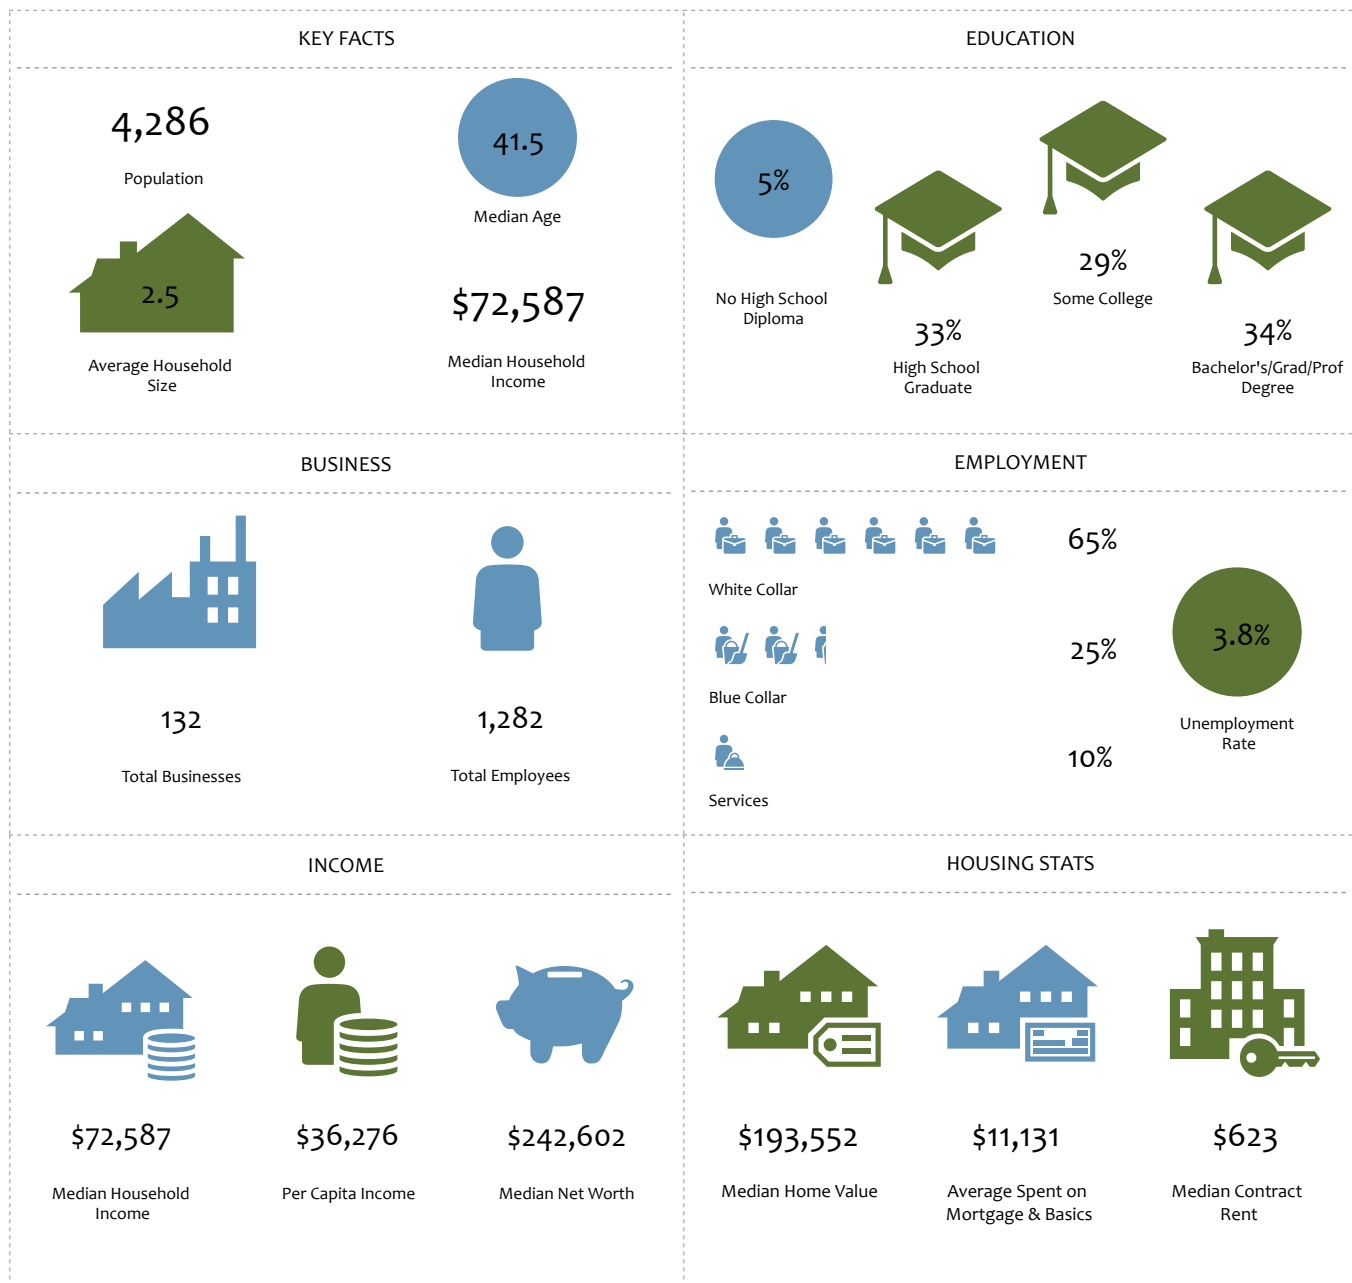 KEY FACTS
4,286
Population
41.5
Median Age
2.5
Average Household
Size
$72,587
Median Household
Income
EDUCATION
5%
No High School
Diploma
33%
High School
Graduate
29%
Some College
34%
Bachelor's/Grad/Prof
Degree
BUSINESS
132
Total Businesses
1,282
Total Employees
EMPLOYMENT
65%
White Collar
25%
Blue Collar
10%
Services
3.8%
Unemployment
Rate
INCOME
$72,587
Median Household
Income
$36,276
Per Capita Income
$242,602
Median Net Worth
HOUSING STATS
$193,552
Median Home Value
$11,131
Average Spent on
Mortgage & Basics
$623
Median Contract
Rent